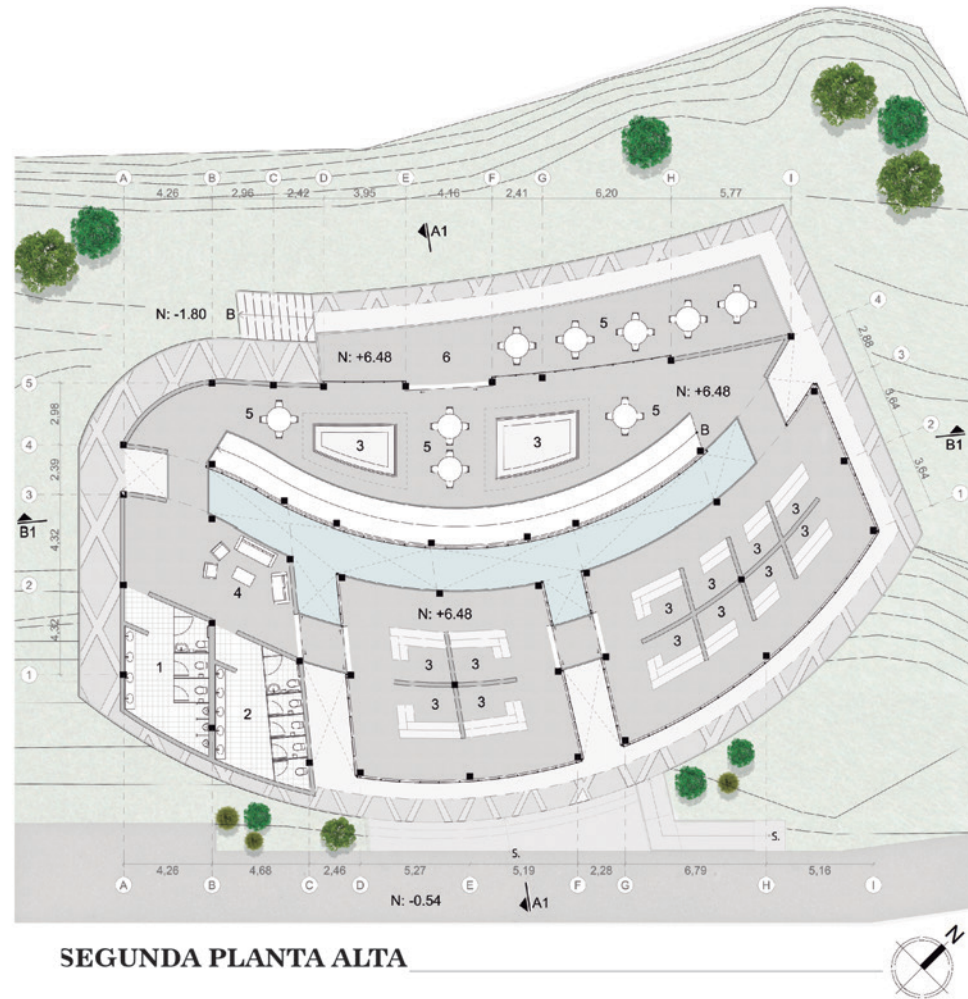 A B C D E F G H I
4,26 2,96 2,42 3,95 4,16 2,41 6,20 5,77
A1
N: -1.80 B
N: +6.48 6 5
4
2,88
3
3,64
2
3,64
1
B1
N: +6.48
5
4
3
2
1
2,98
2,39
4,32
4,32
B1
5 3 5 3 5
B
4
N: +6.48
3 3 3 3 3 3 3 3
3 3 3 3
1 2
S.
S.
4,26 4,68 2,46 5,27 5,19 2,28 6,79 5,16
A B C D E F G H I
N: -0.54
A1
N
SEGUNDA PLANTA ALTA